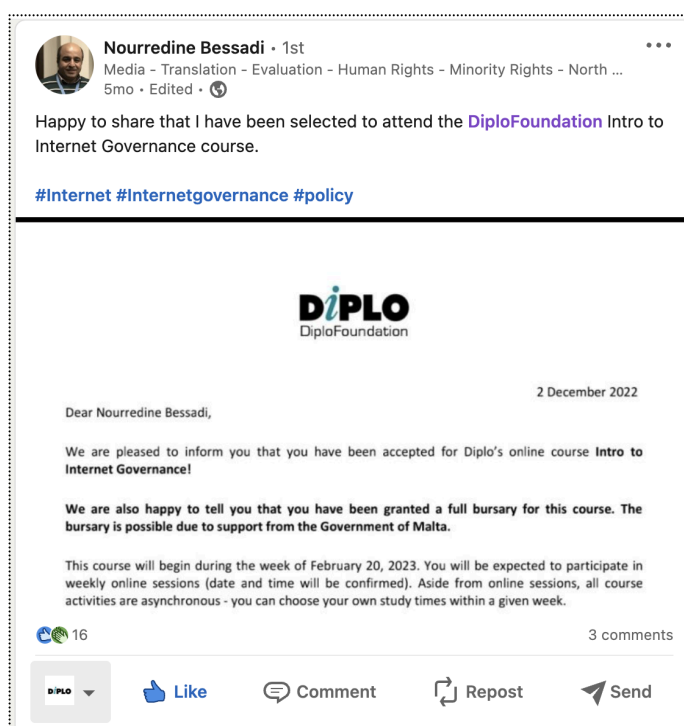 Nourredine Bessadi • 1st
Media - Translation - Evaluation - Human Rights - Minority Rights - North ...
5mo • Edited •
Happy to share that I have been selected to attend the DiploFoundation Intro to
Internet Governance course.
#Internet #Internetgovernance #policy
DiPLO
DiploFoundation
2 December 2022
Dear Nourredine Bessadi,
We are pleased to inform you that you have been accepted for Diplo's online course Intro to
Internet Governance!
We are also happy to tell you that you have been granted a full bursary for this course. The
bursary is possible due to support from the Government of Malta.
This course will begin during the week of February 20, 2023. You will be expected to participate in
weekly online sessions (date and time will be confirmed). Aside from online sessions, all course
activities are asynchronous - you can choose your own study times within a given week.
16
3 comments
DiPLO
Like
Comment
Repost
Send